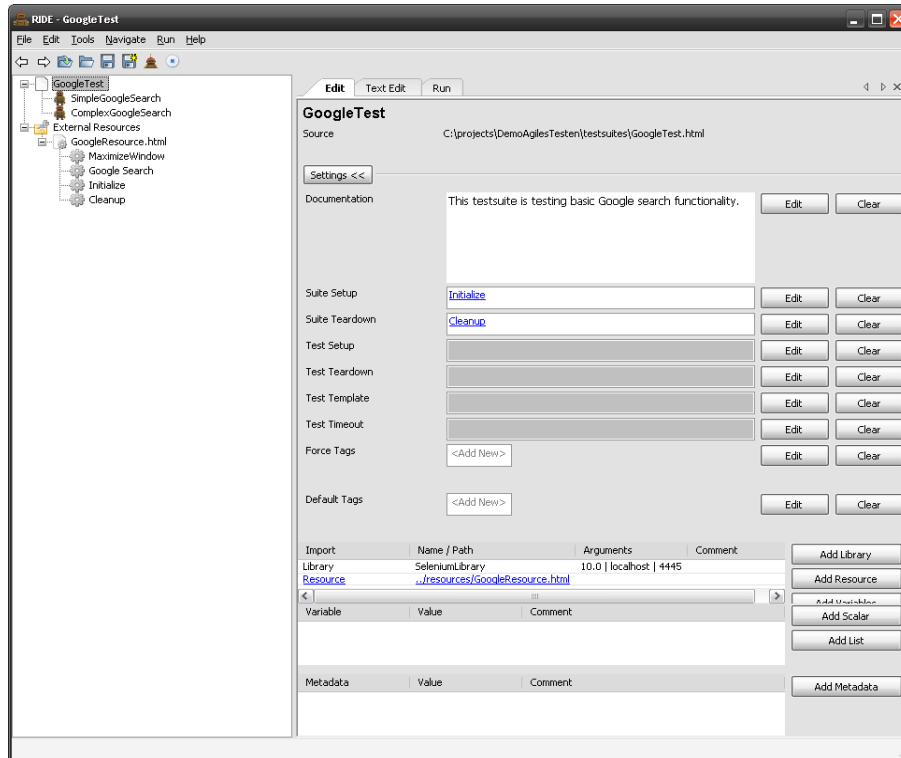 RIDE - GoogleTest
File Edit Tools Navigate Run Help
GoogleTest
SimpleGoogleSearch
ComplexGoogleSearch
External Resources
GoogleResource.html
MaximizeWindow
Google Search
Initialize
Cleanup
Edit Text Edit Run
GoogleTest
Source C:\projects\DemoAgilesTesten\testsuites\GoogleTest.html
Settings <<
Documentation This testsuite is testing basic Google search functionality. Edit Clear
Suite Setup Initialize Edit Clear
Suite Teardown Cleanup Edit Clear
Test Setup Edit Clear
Test Teardown Edit Clear
Test Template Edit Clear
Test Timeout Edit Clear
Force Tags <Add New> Edit Clear
Default Tags <Add New> Edit Clear
Import Name / Path Arguments Comment Add Library
Library SeleniumLibrary 10.0 | localhost | 4445
Resource ../resources/GoogleResource.html Add Resource
Add Variables
Variable Value Comment Add Scalar
Add List
Metadata Value Comment Add Metadata